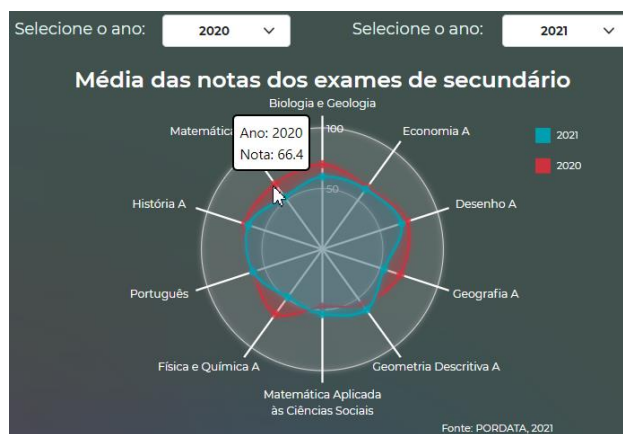 Selecione o ano:
2020
Selecione o ano:
2021
Média das notas dos exames de secundário
Biologia e Geologia
100
50
Matemática
Ano: 2020
Nota: 66.4
Economia A
2021
2020
História A
Desenho A
Português
Geografia A
Física e Química A
Geometria Descritiva A
Matemática Aplicada
às Ciências Sociais
Fonte: PORDATA, 2021